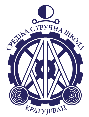 СРЕДЊА СТРУЧНА ШКОЛА
КРАГУЈЕВАЦ